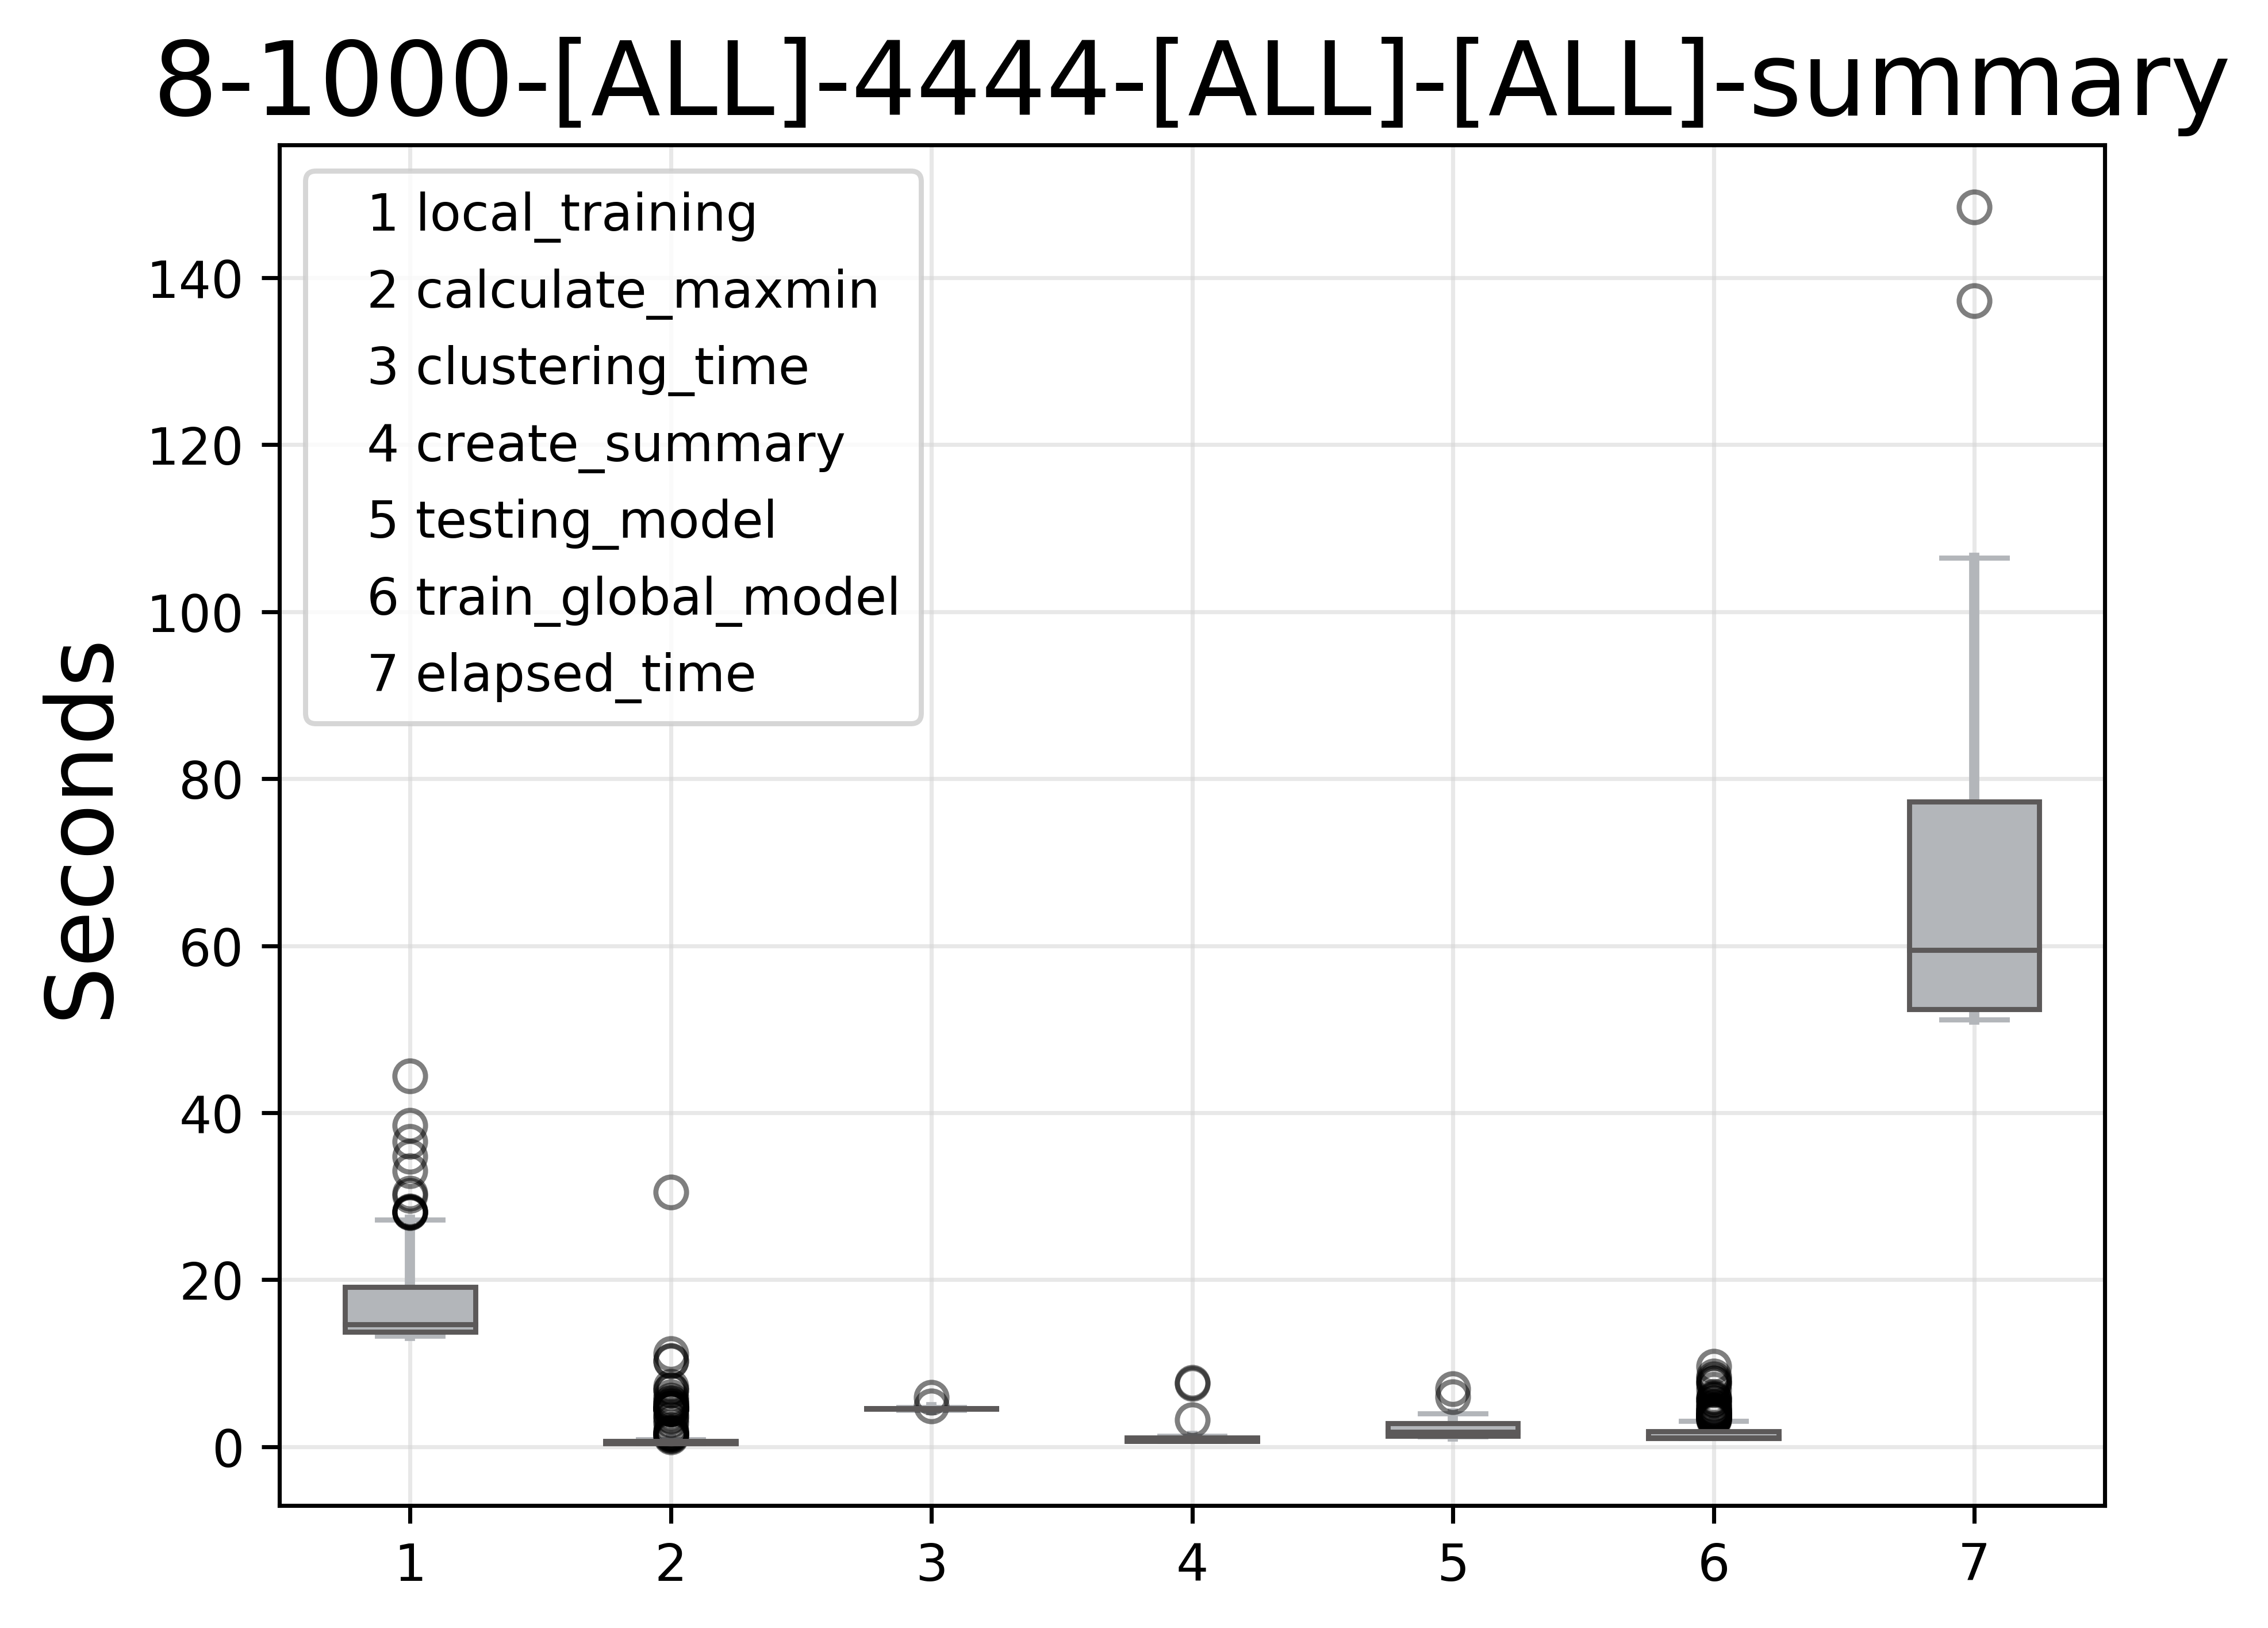 8-1000-[ALL]-4444-[ALL]-[ALL]-summary
1 local_training
2 calculate_maxmin
3 clustering_time
4 create_summary
5 testing_model
6 train_global_model
7 elapsed_time
Seconds
140
120
100
80
60
40
20
0
1 2 3 4 5 6 7